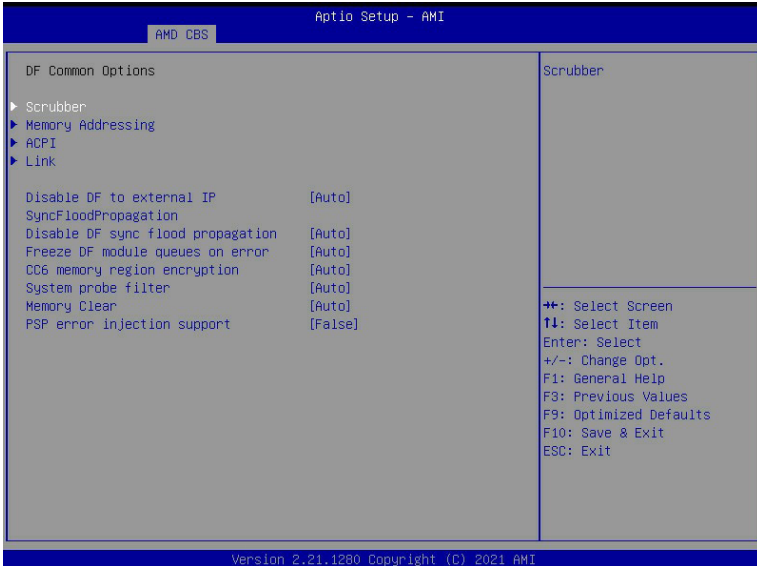 Aptio Setup - AMI
AMD CBS
DF Common Options
Scrubber
Memory Addressing
ACPI
Link
Disable DF to external IP [Auto]
SyncFloodPropagation
Disable DF sync flood propagation [Auto]
Freeze DF module queues on error [Auto]
CC6 memory region encryption [Auto]
System probe filter [Auto]
Memory Clear [Auto]
PSP error injection support [False]
Scrubber
→←: Select Screen
↑↓: Select Item
Enter: Select
+/-: Change Opt.
F1: General Help
F3: Previous Values
F9: Optimized Defaults
F10: Save & Exit
ESC: Exit
Version 2.21.1280 Copyright (C) 2021 AMI